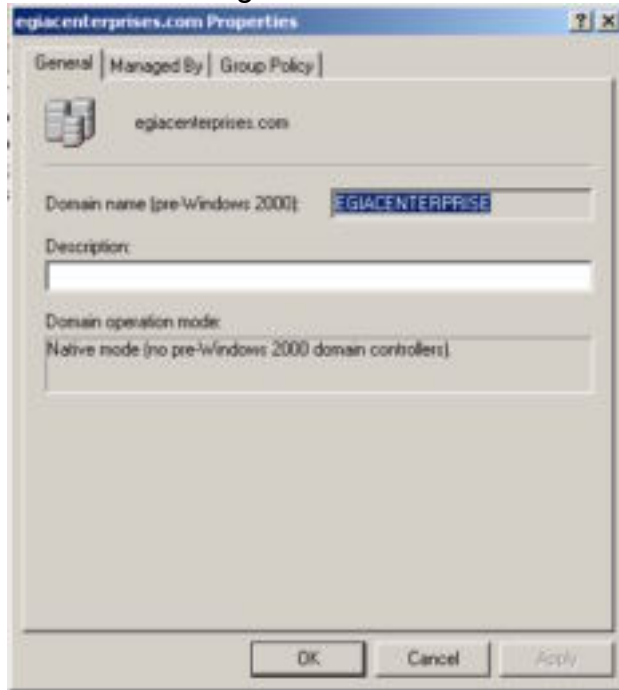 egiacenterprises.com Properties
General Managed By Group Policy
egiacenterprises.com
Domain name (pre-Windows 2000): EGIACENTERPRISE
Description:
Domain operation mode:
Native mode (no pre-Windows 2000 domain controllers).
OK Cancel Apply